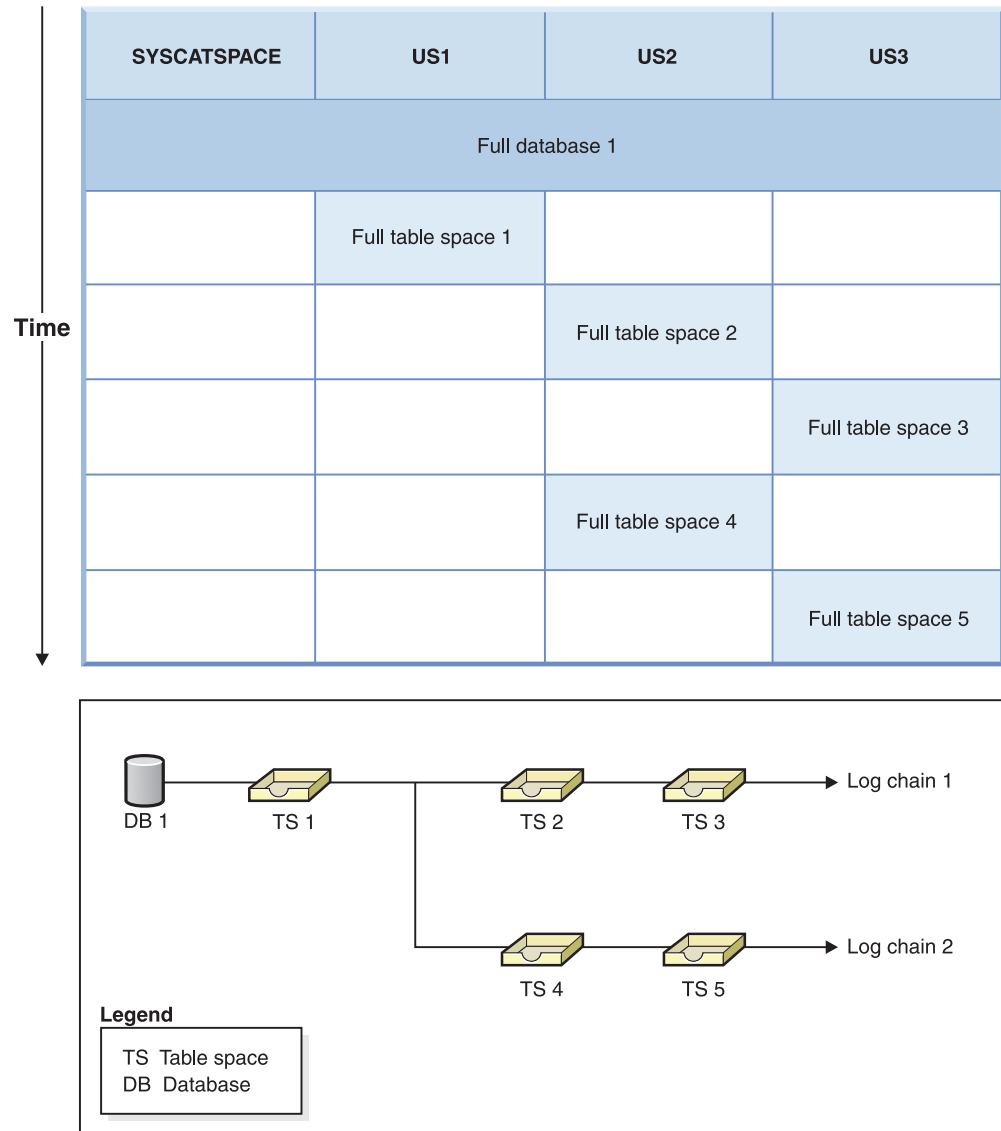 SYSCATSPACE US1 US2 US3
Full database 1
Full table space 1
Time
Full table space 2
Full table space 3
Full table space 4
Full table space 5
DB 1 TS 1 TS 2 TS 3 Log chain 1
TS 4 TS 5 Log chain 2
Legend
TS Table space
DB Database